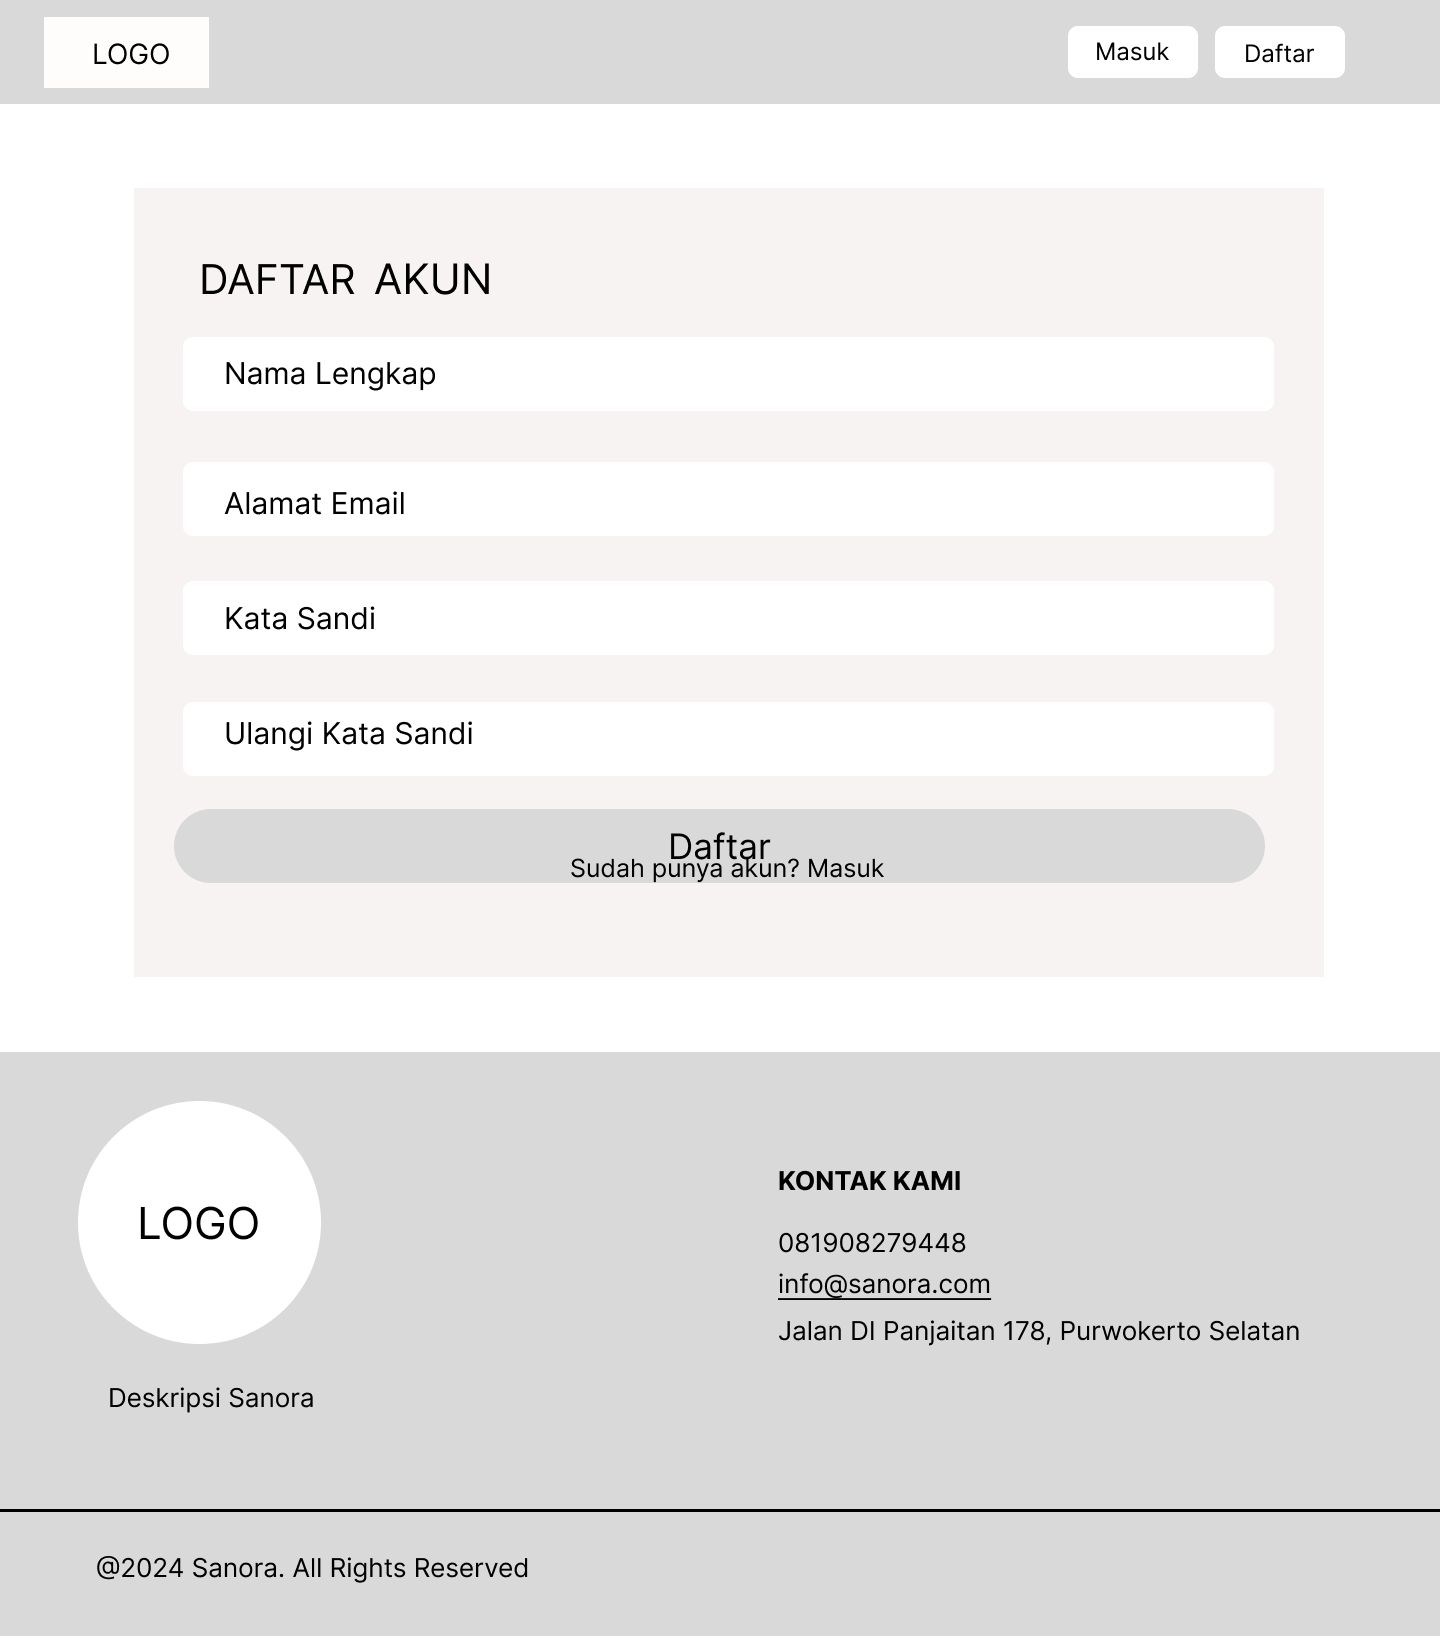 LOGO
Masuk
Daftar
DAFTAR AKUN
Nama Lengkap
Alamat Email
Kata Sandi
Ulangi Kata Sandi
Daftar
Sudah punya akun? Masuk
LOGO
Deskripsi Sanora
KONTAK KAMI
081908279448
info@sanora.com
Jalan DI Panjaitan 178, Purwokerto Selatan
@2024 Sanora. All Rights Reserved